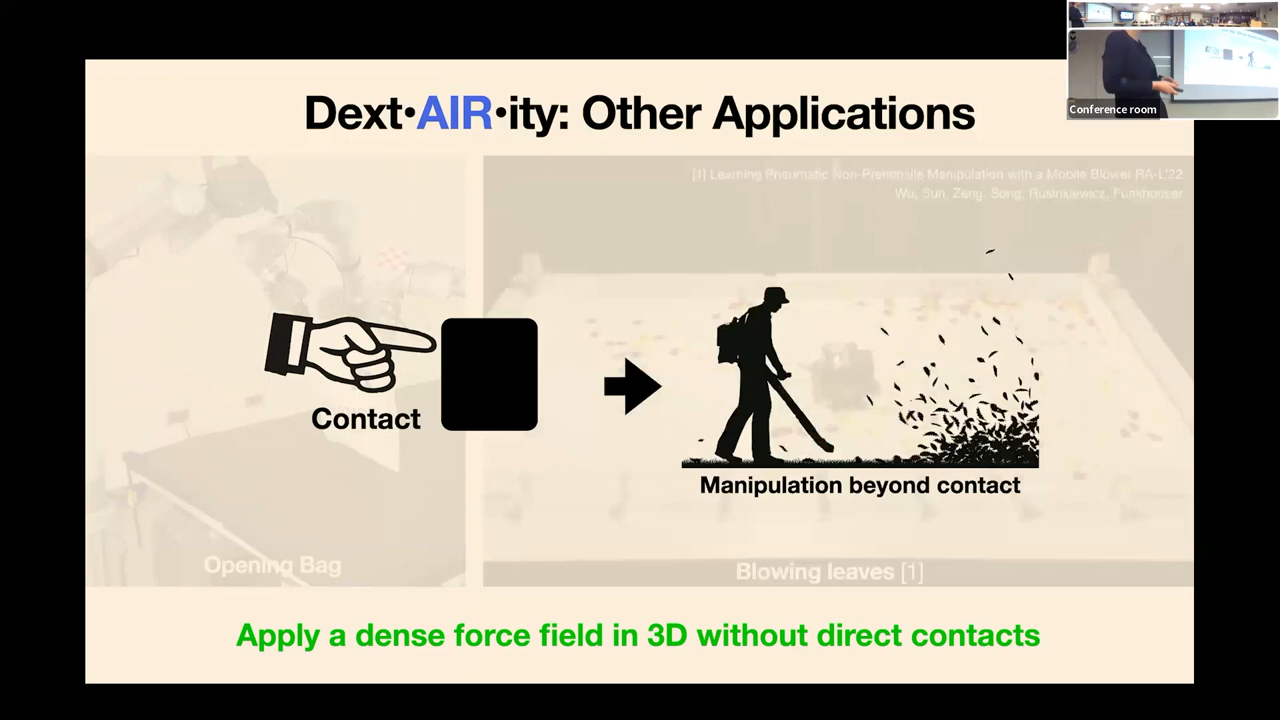 Dext•AIR•ity: Other Applications
[1] Learning Pneumatic Non-Prehensile Manipulation with a Mobile Blower RA-L'22
Wu, Sun, Zeng, Song, Rusinkiewicz, Funkhouser
Contact
Manipulation beyond contact
Opening Bag
Blowing leaves [1]
Apply a dense force field in 3D without direct contacts
Conference room